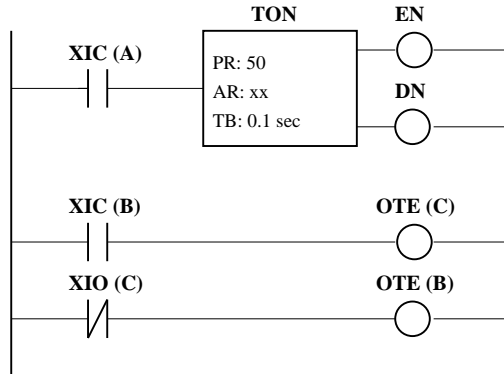 TON
EN
XIC (A)
PR: 50
AR: xx
TB: 0.1 sec
DN
XIC (B)
OTE (C)
XIO (C)
OTE (B)